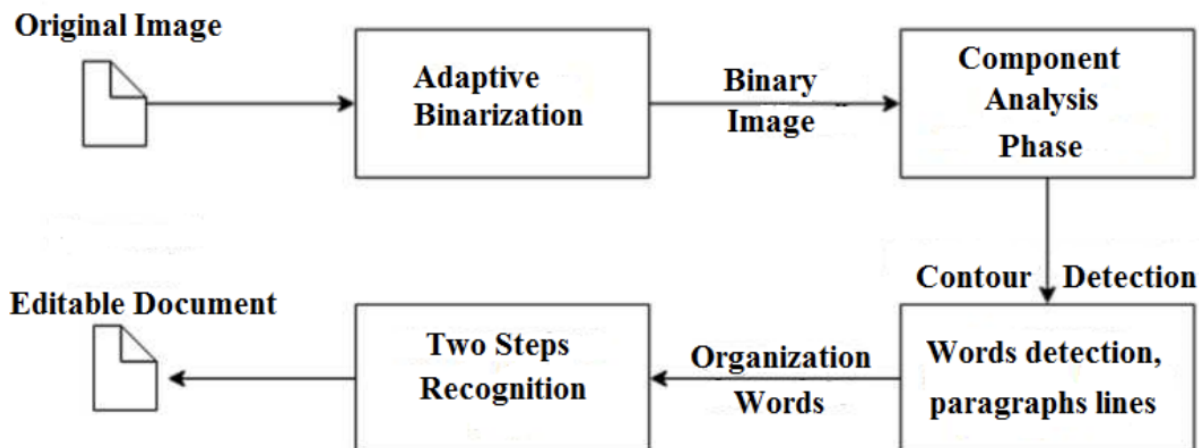 Original Image
Adaptive
Binarization
Binary
Image
Component
Analysis
Phase
Contour Detection
Words detection,
paragraphs lines
Organization
Words
Two Steps
Recognition
Editable Document